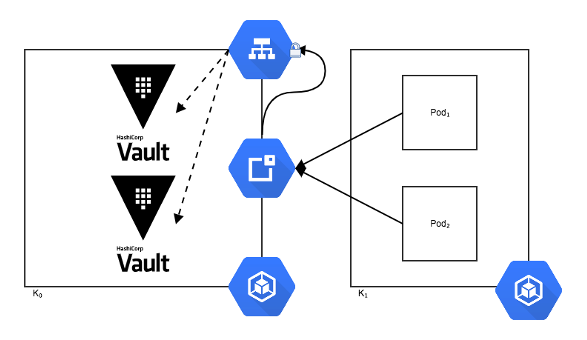 HashiCorp
Vault
HashiCorp
Vault
K₀
Pod₁
Pod₂
K₁